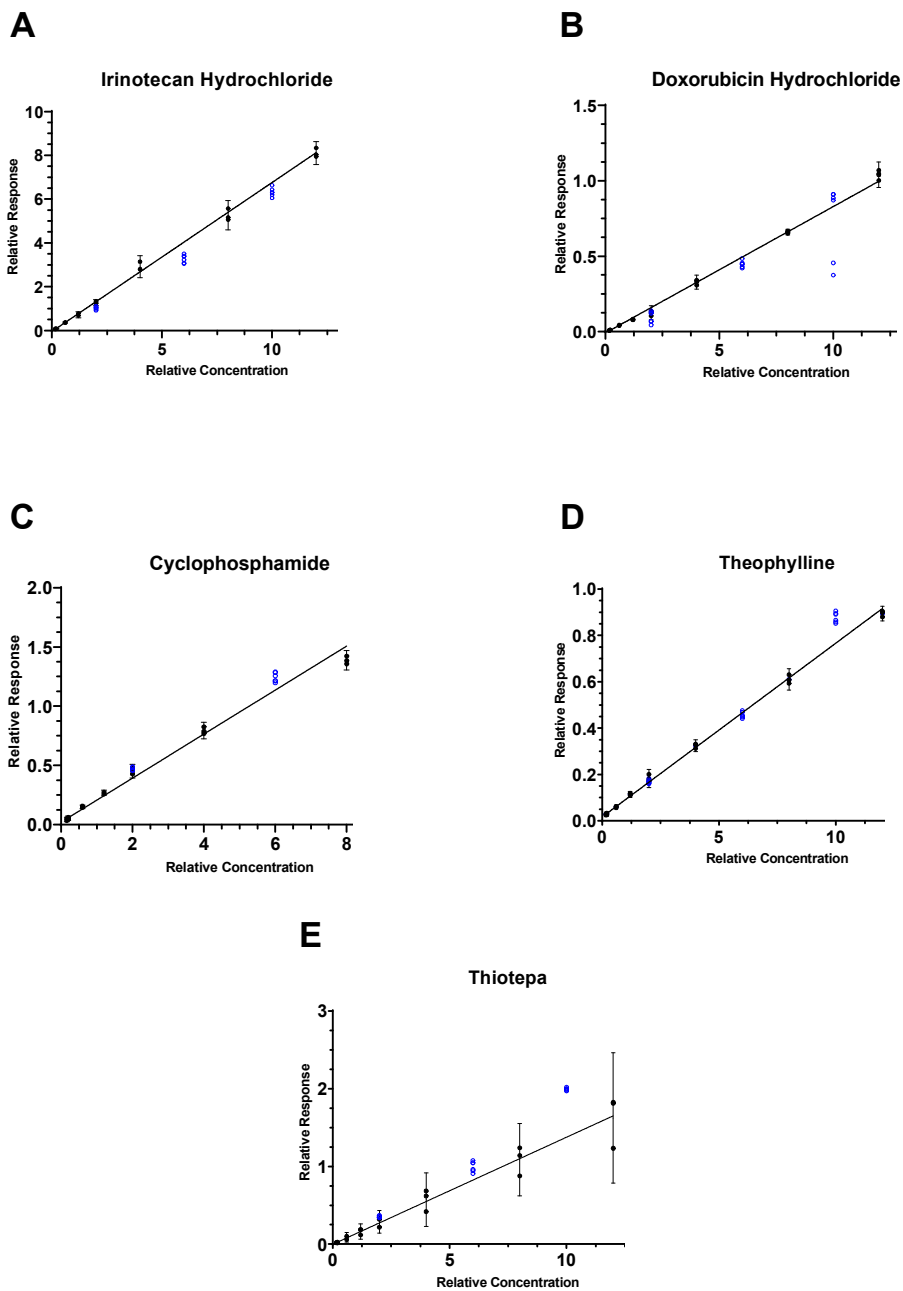 A
Irinotecan Hydrochloride
10
8
6
4
2
0
0
5
10
Relative Response
Relative Concentration
B
Doxorubicin Hydrochloride
1.5
1.0
0.5
0.0
0
5
10
Relative Response
Relative Concentration
C
Cyclophosphamide
2.0
1.5
1.0
0.5
0.0
0
2
4
6
8
Relative Response
Relative Concentration
D
Theophylline
1.0
0.8
0.6
0.4
0.2
0.0
0
5
10
Relative Response
Relative Concentration
E
Thiotepa
3
2
1
0
0
5
10
Relative Response
Relative Concentration